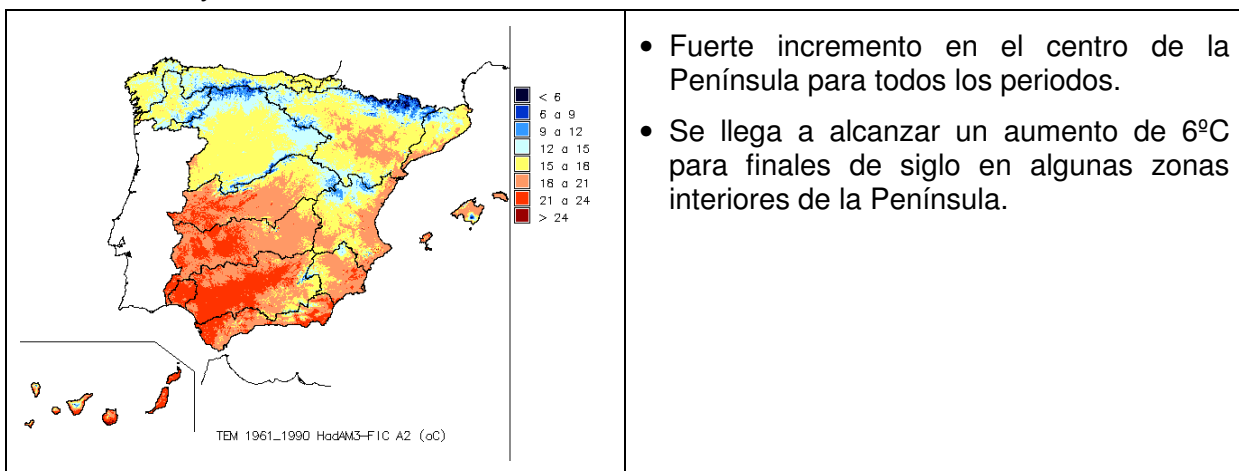 < 6
6 a 9
9 a 12
12 a 15
15 a 18
18 a 21
21 a 24
> 24
TEM 1961_1990 HadAM3-FIC A2 (oC)
• Fuerte incremento en el centro de la
Península para todos los periodos.
• Se llega a alcanzar un aumento de 6ºC
para finales de siglo en algunas zonas
interiores de la Península.